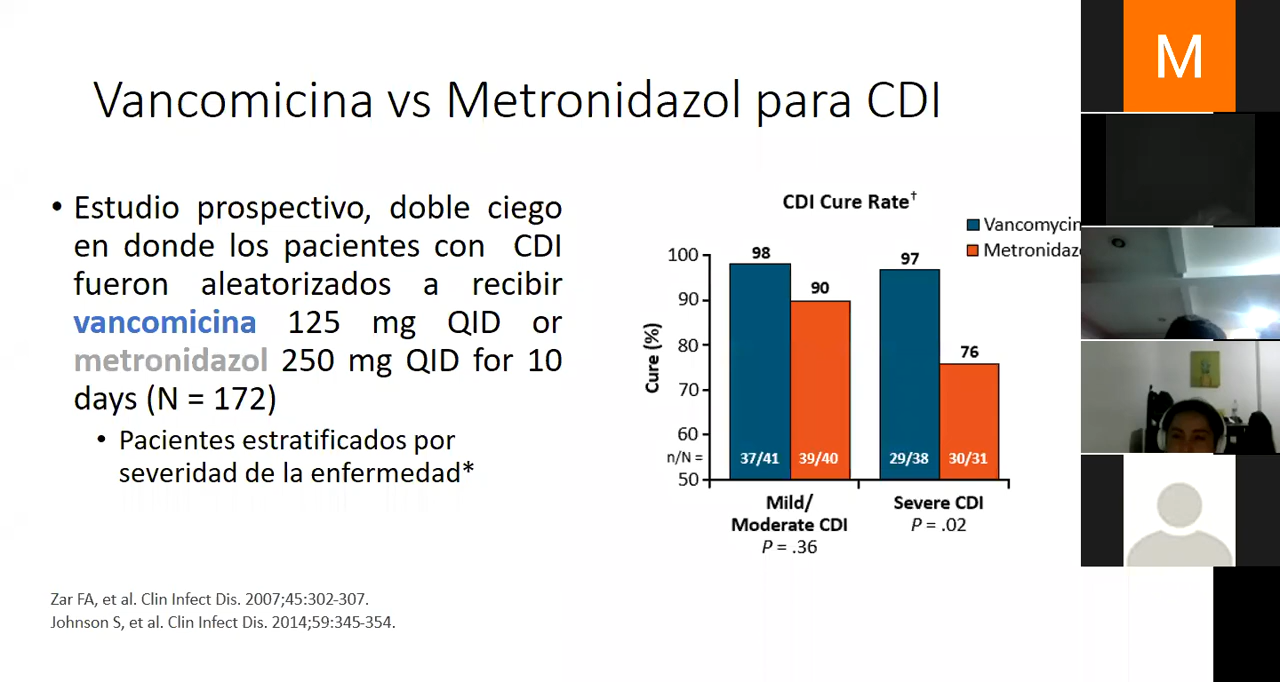 Vancomicina vs Metronidazol para CDI
• Estudio prospectivo, doble ciego
en donde los pacientes con CDI
fueron aleatorizados a recibir
vancomicina 125 mg QID or
metronidazol 250 mg QID for 10
days (N = 172)
• Pacientes estratificados por
severidad de la enfermedad*
Zar FA, et al. Clin Infect Dis. 2007;45:302-307.
Johnson S, et al. Clin Infect Dis. 2014;59:345-354.
CDI Cure Rate†
Vancomycin
Metronidazo
Cure (%)
100
90
80
70
60
n/N =
50
98
90
97
76
37/41
39/40
29/38
30/31
Mild/
Moderate CDI
P = .36
Severe CDI
P = .02
M